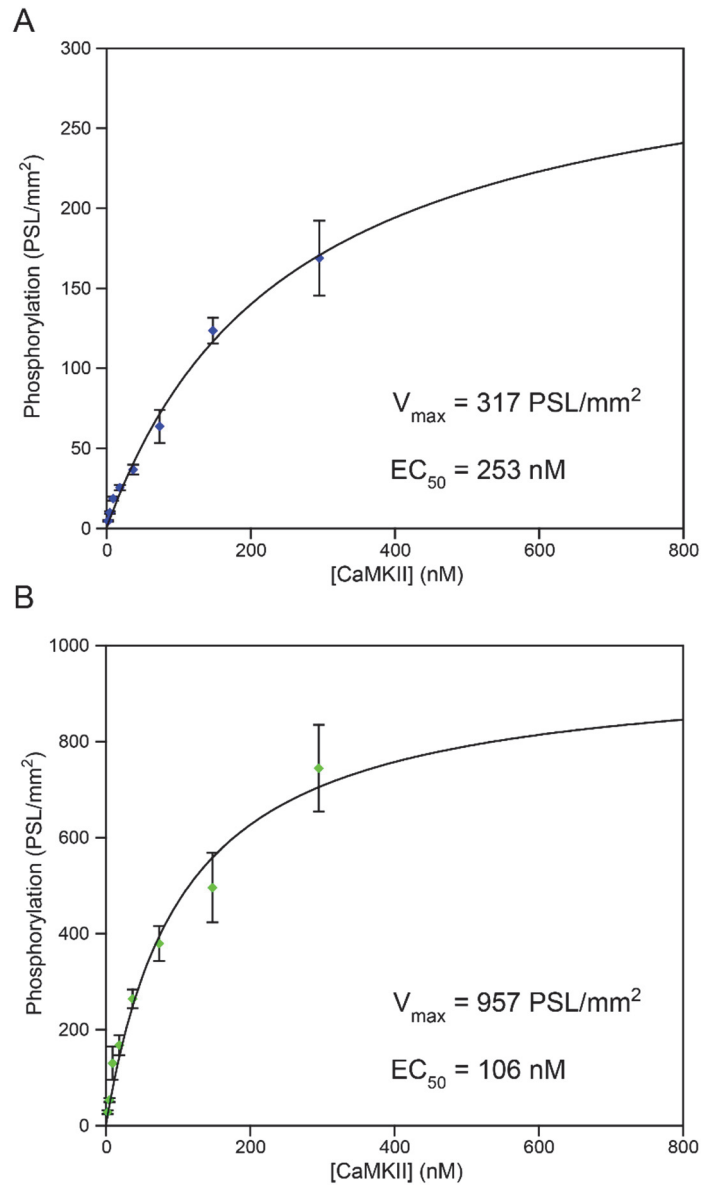 A
300
250
200
150
100
50
0
Phosphorylation (PSL/mm²)
V_max = 317 PSL/mm²
EC₅₀ = 253 nM
0 200 400 600 800
[CaMKII] (nM)
B
1000
800
600
400
200
0
Phosphorylation (PSL/mm²)
V_max = 957 PSL/mm²
EC₅₀ = 106 nM
0 200 400 600 800
[CaMKII] (nM)